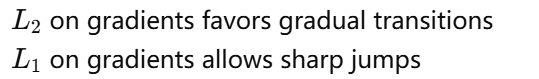 L₂ on gradients favors gradual transitions
L₁ on gradients allows sharp jumps